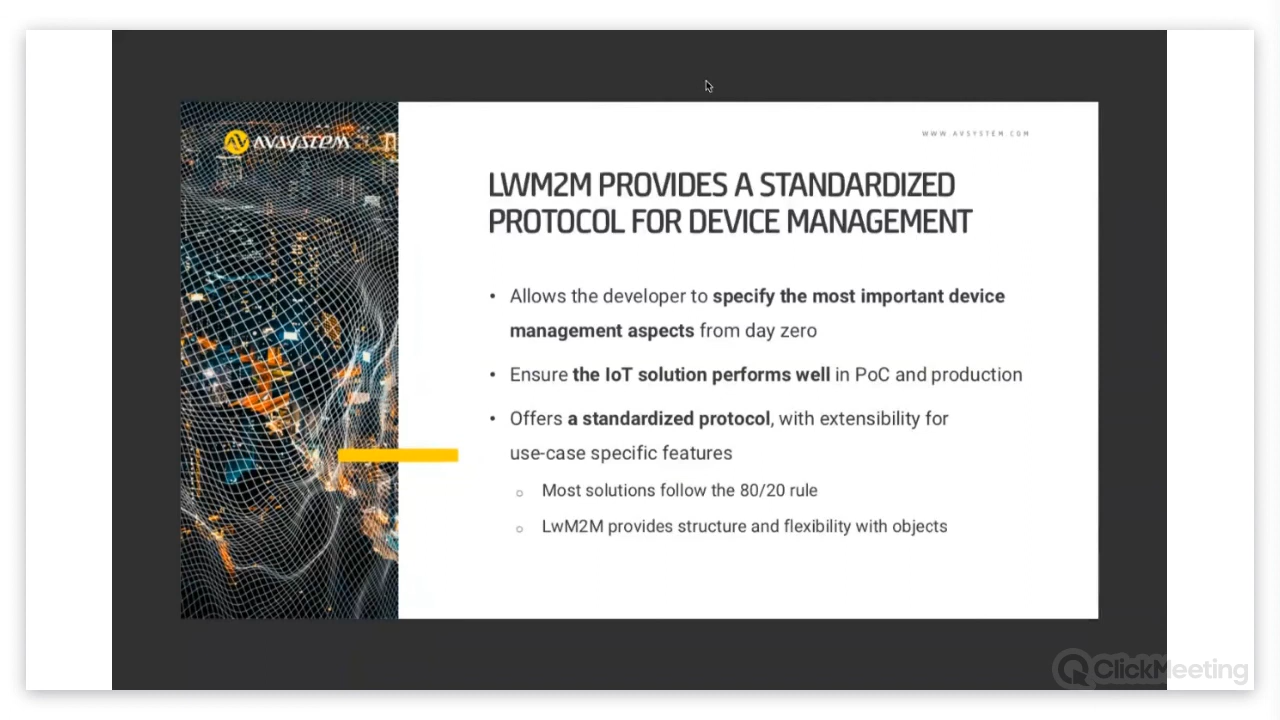 AVSYSTEM
WWW.AVSYSTEM.COM
LWM2M PROVIDES A STANDARDIZED
PROTOCOL FOR DEVICE MANAGEMENT
• Allows the developer to specify the most important device
management aspects from day zero
• Ensure the IoT solution performs well in PoC and production
• Offers a standardized protocol, with extensibility for
use-case specific features
○ Most solutions follow the 80/20 rule
○ LwM2M provides structure and flexibility with objects
ClickMeeting